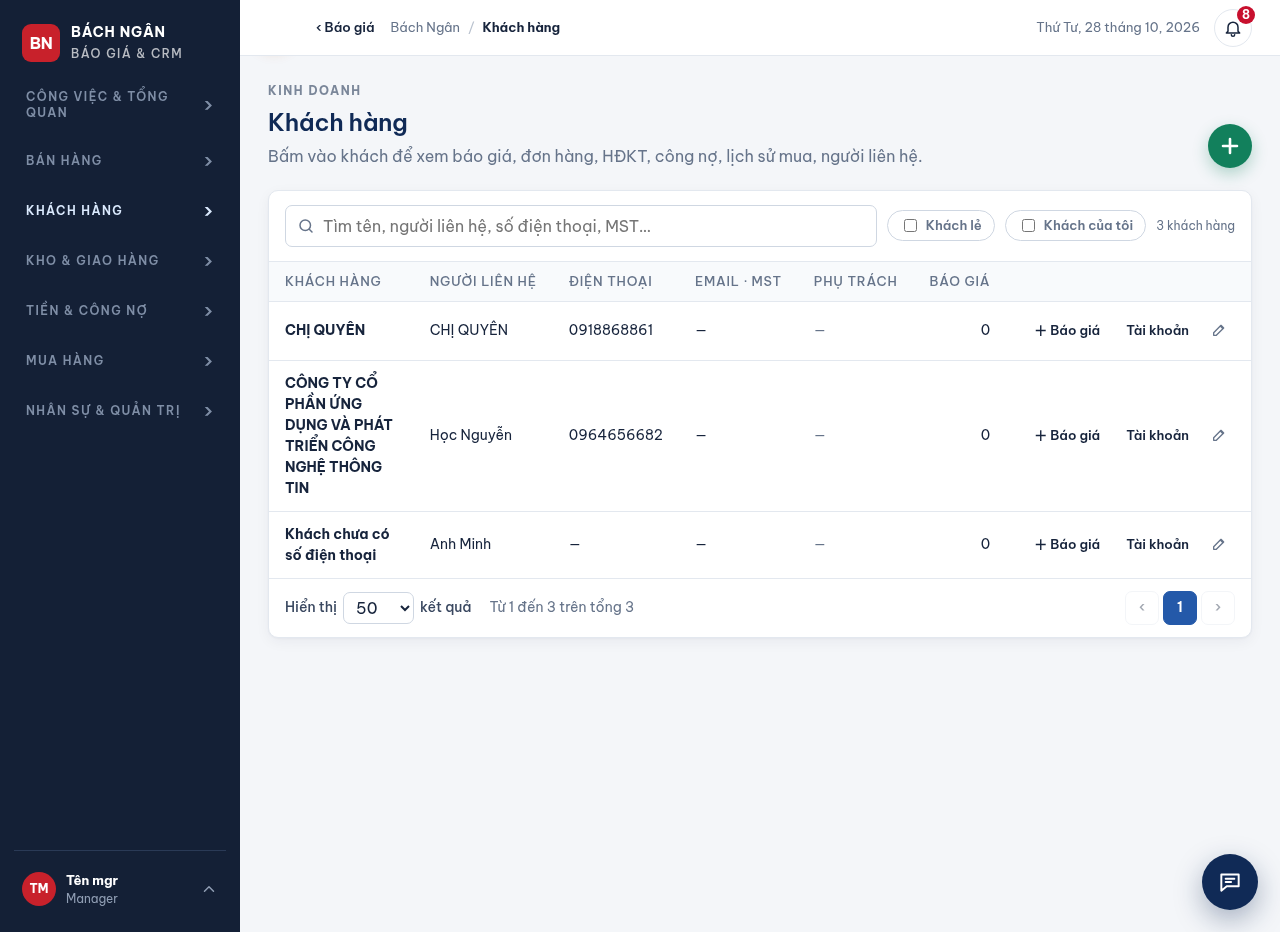 BN
BÁCH NGÂN
BÁO GIÁ & CRM
CÔNG VIỆC & TỔNG
QUAN
BÁN HÀNG
KHÁCH HÀNG
KHO & GIAO HÀNG
TIỀN & CÔNG NỢ
MUA HÀNG
NHÂN SỰ & QUẢN TRỊ
TM
Tên mgr
Manager
‹ Báo giá Bách Ngân / Khách hàng
Thứ Tư, 28 tháng 10, 2026
8
KINH DOANH
Khách hàng
Bấm vào khách để xem báo giá, đơn hàng, HĐKT, công nợ, lịch sử mua, người liên hệ.
Tìm tên, người liên hệ, số điện thoại, MST...
Khách lẻ
Khách của tôi
3 khách hàng
KHÁCH HÀNG NGƯỜI LIÊN HỆ ĐIỆN THOẠI EMAIL · MST PHỤ TRÁCH BÁO GIÁ
CHỊ QUYÊN CHỊ QUYÊN 0918868861 — — 0 + Báo giá Tài khoản
CÔNG TY CỔ
PHẦN ỨNG
DỤNG VÀ PHÁT
TRIỂN CÔNG
NGHỆ THÔNG
TIN
Học Nguyễn 0964656682 — — 0 + Báo giá Tài khoản
Khách chưa có
số điện thoại
Anh Minh — — — 0 + Báo giá Tài khoản
Hiển thị 50 kết quả Từ 1 đến 3 trên tổng 3
‹ 1 ›